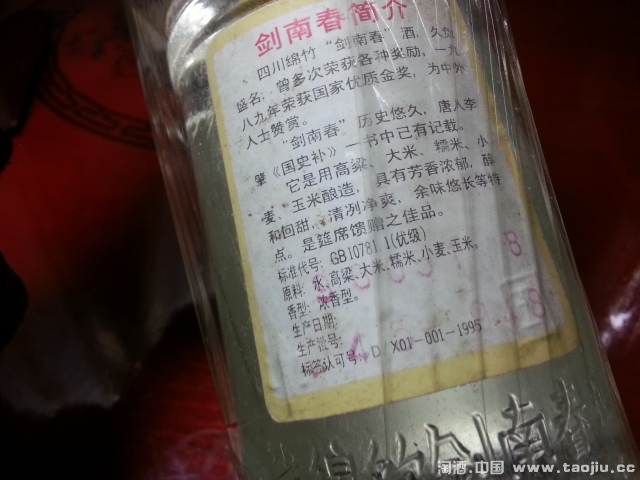 剑南春简介
四川绵竹“剑南春”酒，久负
盛名，曾多次荣获各种奖励，一九
八九年荣获国家优质金奖，为中外
人士赞赏。
“剑南春”历史悠久，唐人李
肇《国史补》一书中已有记载。
它是用高粱、大米、糯米、小
麦、玉米酿造，具有芳香浓郁，醇
和回甜，清冽净爽，余味悠长等特
点。是筵席馈赠之佳品。
标准代号：GB10781.1(优级)
原料：水、高粱、大米、糯米、小麦、玉米。
香型：浓香型。
生产日期：
生产批号：
标签认可号：D X01-001-1995
剑南春
淘酒.中国 www.taojiu.cc